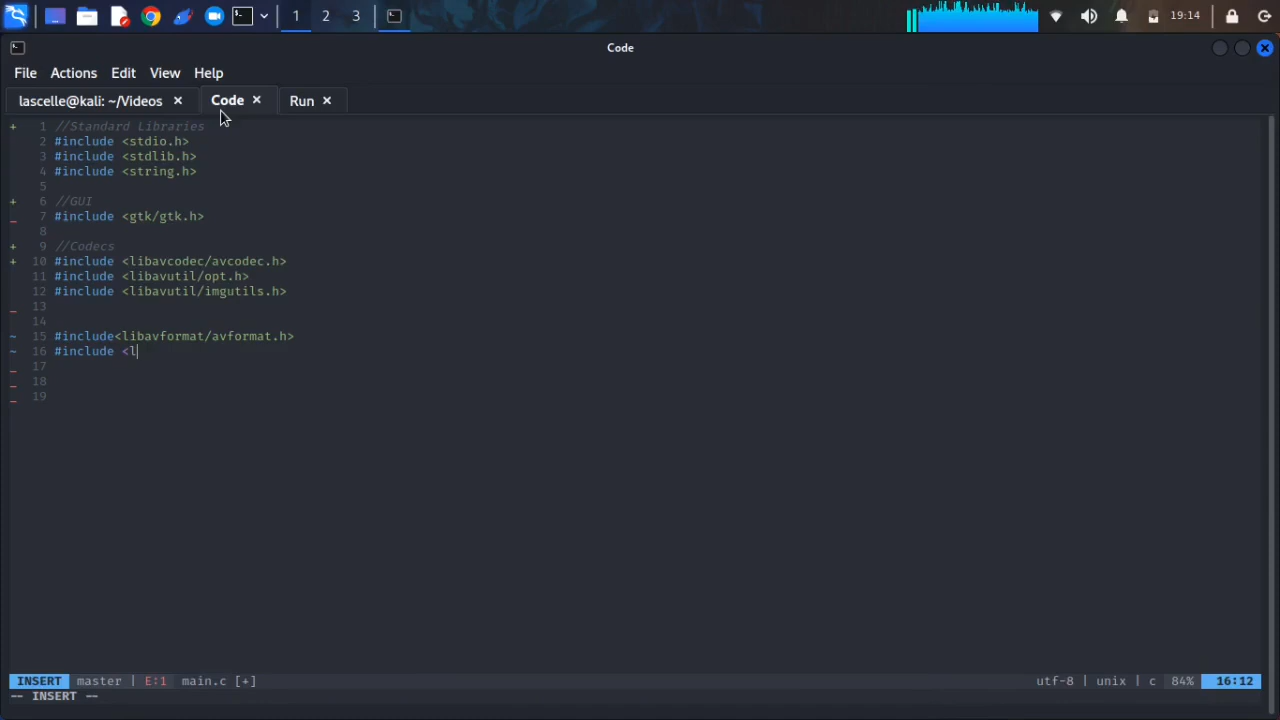 1 2 3 19:14
Code
File Actions Edit View Help
lascelle@kali: ~/Videos × Code × Run ×
+ 1 //Standard Libraries
2 #include <stdio.h>
3 #include <stdlib.h>
4 #include <string.h>
5
+ 6 //GUI
_ 7 #include <gtk/gtk.h>
8
+ 9 //Codecs
+ 10 #include <libavcodec/avcodec.h>
11 #include <libavutil/opt.h>
12 #include <libavutil/imgutils.h>
_ 13
14
~ 15 #include<libavformat/avformat.h>
~ 16 #include <l
_ 17
_ 18
_ 19
INSERT master | E:1 main.c [+] utf-8 | unix | c 84% 16:12
-- INSERT --